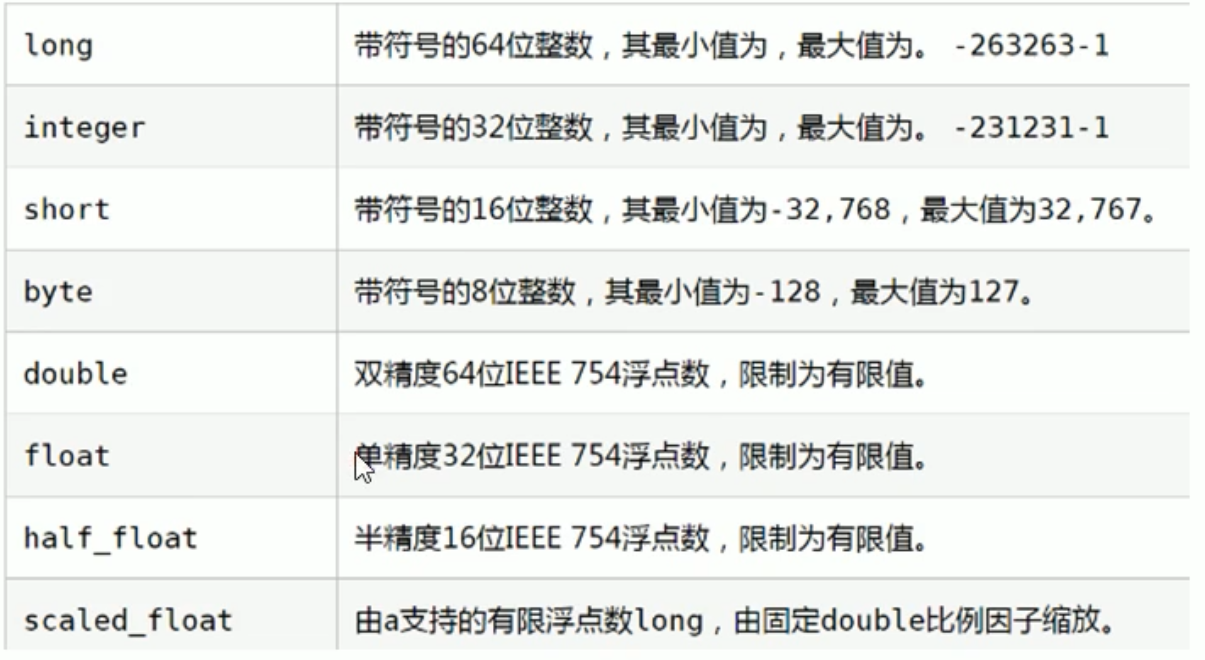 long 带符号的64位整数，其最小值为，最大值为。 -263263-1
integer 带符号的32位整数，其最小值为，最大值为。 -231231-1
short 带符号的16位整数，其最小值为-32,768，最大值为32,767。
byte 带符号的8位整数，其最小值为-128，最大值为127。
double 双精度64位IEEE 754浮点数，限制为有限值。
float 单精度32位IEEE 754浮点数，限制为有限值。
half_float 半精度16位IEEE 754浮点数，限制为有限值。
scaled_float 由a支持的有限浮点数long，由固定double比例因子缩放。